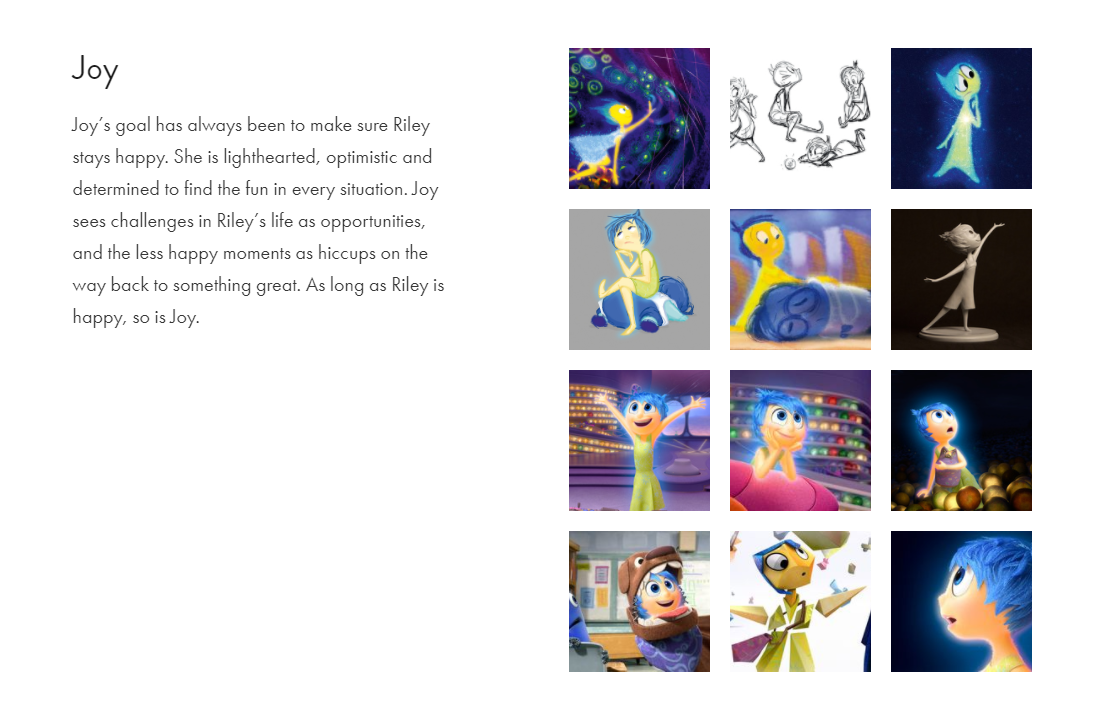 Joy
Joy’s goal has always been to make sure Riley
stays happy. She is lighthearted, optimistic and
determined to find the fun in every situation. Joy
sees challenges in Riley’s life as opportunities,
and the less happy moments as hiccups on the
way back to something great. As long as Riley is
happy, so is Joy.